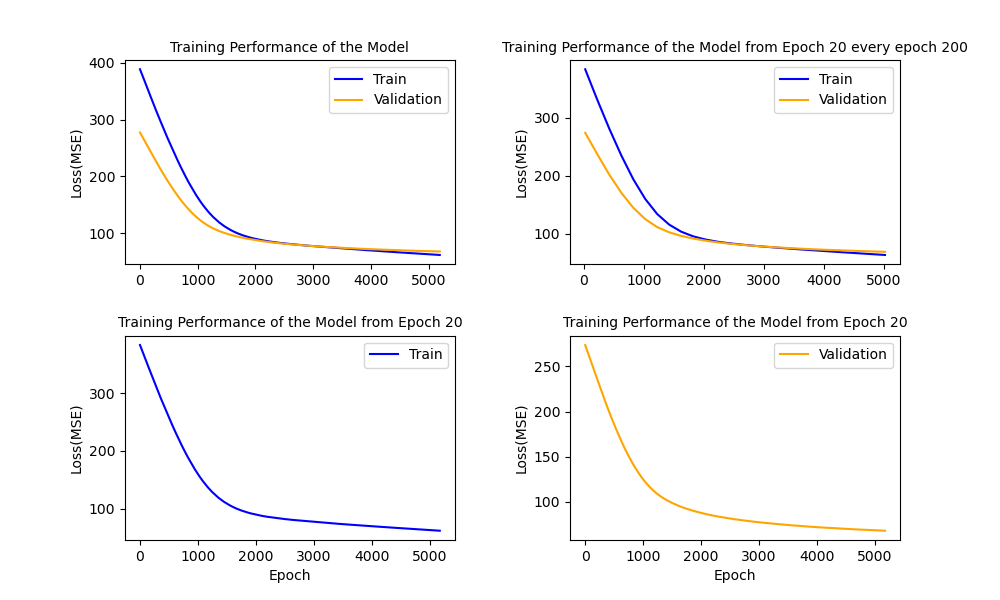 Training Performance of the Model
400
300
200
100
Loss(MSE)
0 1000 2000 3000 4000 5000
Train
Validation
Training Performance of the Model from Epoch 20 every epoch 200
300
200
100
Loss(MSE)
0 1000 2000 3000 4000 5000
Train
Validation
Training Performance of the Model from Epoch 20
300
200
100
Loss(MSE)
0 1000 2000 3000 4000 5000
Epoch
Train
Training Performance of the Model from Epoch 20
250
200
150
100
Loss(MSE)
0 1000 2000 3000 4000 5000
Epoch
Validation